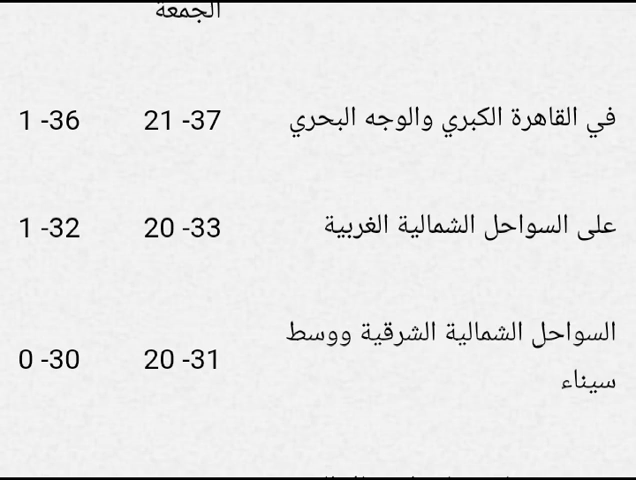 الجمعة
في القاهرة الكبري والوجه البحري 21 -37 1 -36
على السواحل الشمالية الغربية 20 -33 1 -32
السواحل الشمالية الشرقية ووسط
سيناء 20 -31 0 -30